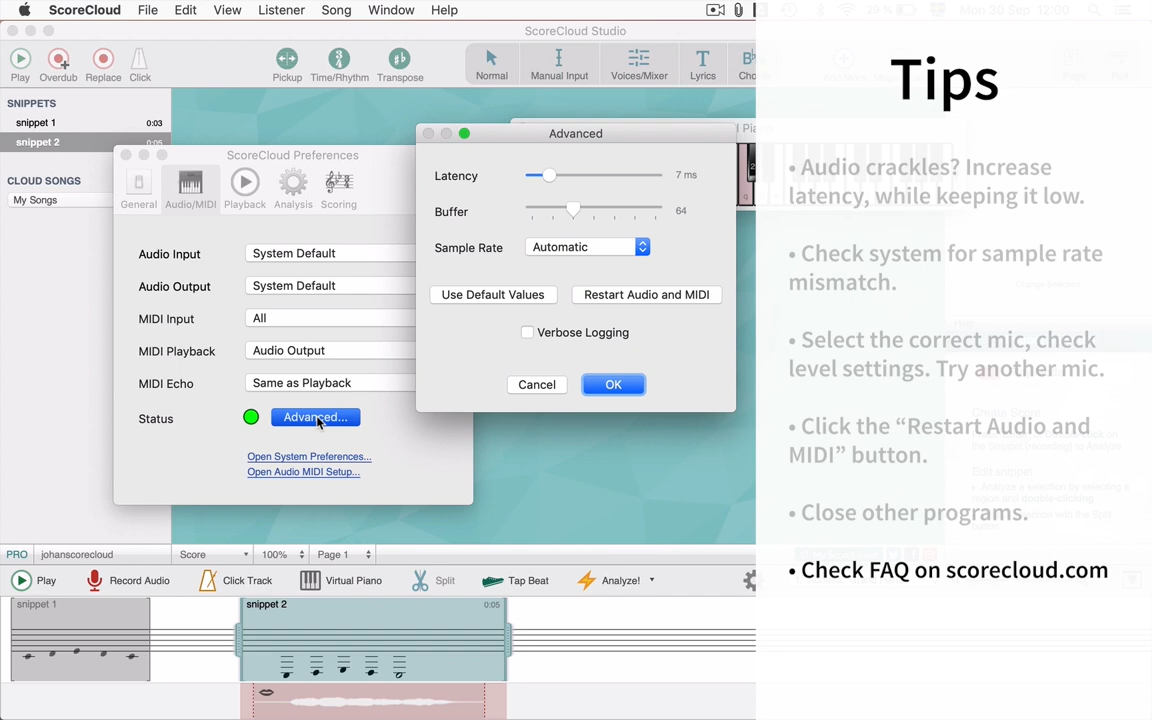 ScoreCloud File Edit View Listener Song Window Help
ScoreCloud Studio
Play Overdub Replace Click Pickup Time/Rhythm Transpose Normal Manual Input Voices/Mixer Lyrics
SNIPPETS
snippet 1 0:03
snippet 2 0:05
CLOUD SONGS
My Songs
ScoreCloud Preferences
General Audio/MIDI Playback Analysis Scoring
Audio Input System Default
Audio Output System Default
MIDI Input All
MIDI Playback Audio Output
MIDI Echo Same as Playback
Status Advanced...
Open System Preferences...
Open Audio MIDI Setup...
Advanced
Latency 7 ms
Buffer 64
Sample Rate Automatic
Use Default Values Restart Audio and MIDI
Verbose Logging
Cancel OK
Tips
• Audio crackles? Increase
latency, while keeping it low.
• Check system for sample rate
mismatch.
• Select the correct mic, check
level settings. Try another mic.
• Click the “Restart Audio and
MIDI” button.
• Close other programs.
• Check FAQ on scorecloud.com
PRO johanscorecloud Score 100% Page 1
Play Record Audio Click Track Virtual Piano Split Tap Beat Analyze!
snippet 1 snippet 2 0:05